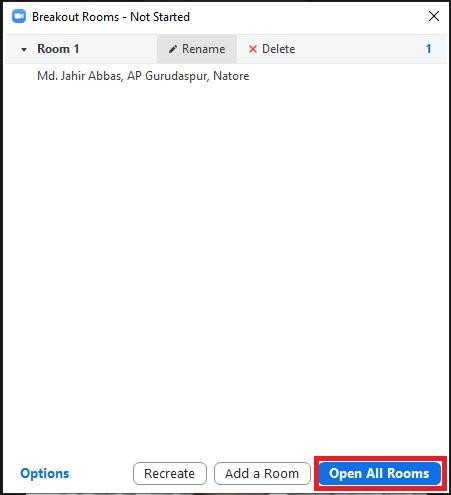 Breakout Rooms - Not Started
Room 1 Rename Delete 1
Md. Jahir Abbas, AP Gurudaspur, Natore
Options Recreate Add a Room Open All Rooms